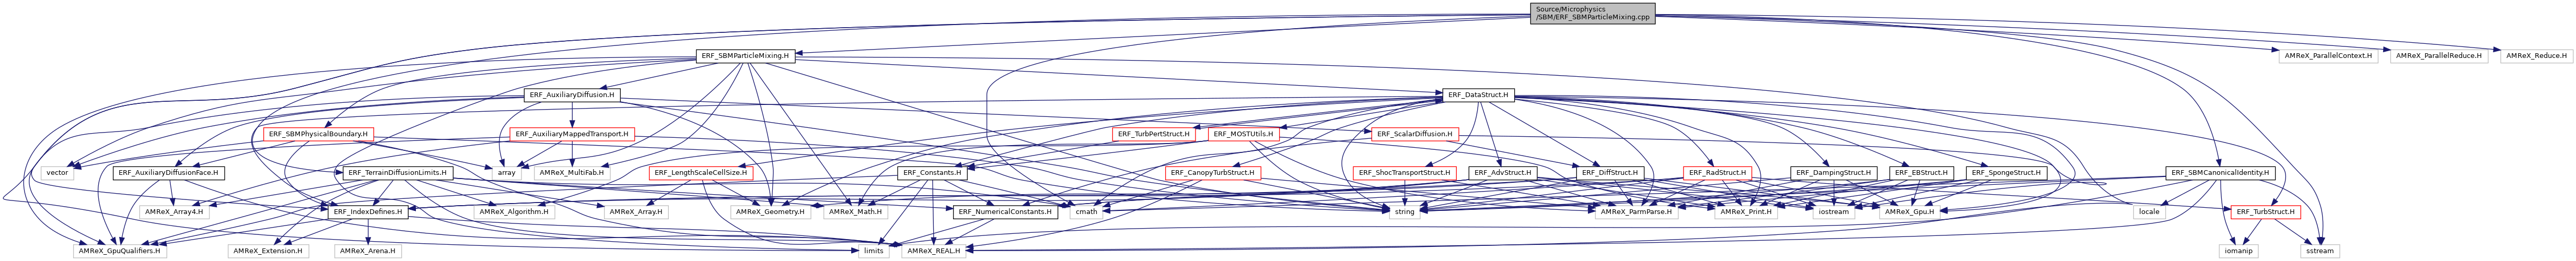 Source/Microphysics
/SBM/ERF_SBMParticleMixing.cpp
ERF_SBMParticleMixing.H
AMReX_ParallelContext.H
AMReX_ParallelReduce.H
AMReX_Reduce.H
ERF_AuxiliaryDiffusion.H
ERF_DataStruct.H
ERF_SBMPhysicalBoundary.H
ERF_AuxiliaryMappedTransport.H
ERF_TurbPertStruct.H
ERF_MOSTUtils.H
ERF_ScalarDiffusion.H
vector
ERF_AuxiliaryDiffusionFace.H
ERF_TerrainDiffusionLimits.H
array
AMReX_MultiFab.H
ERF_LengthScaleCellSize.H
ERF_Constants.H
ERF_CanopyTurbStruct.H
ERF_ShocTransportStruct.H
ERF_AdvStruct.H
ERF_DiffStruct.H
ERF_RadStruct.H
ERF_DampingStruct.H
ERF_EBStruct.H
ERF_SpongeStruct.H
ERF_SBMCanonicalIdentity.H
AMReX_Array4.H
ERF_IndexDefines.H
AMReX_Algorithm.H
AMReX_Array.H
AMReX_Geometry.H
AMReX_Math.H
ERF_NumericalConstants.H
cmath
string
AMReX_ParmParse.H
AMReX_Print.H
iostream
AMReX_Gpu.H
locale
ERF_TurbStruct.H
AMReX_GpuQualifiers.H
AMReX_Extension.H
AMReX_Arena.H
limits
AMReX_REAL.H
iomanip
sstream